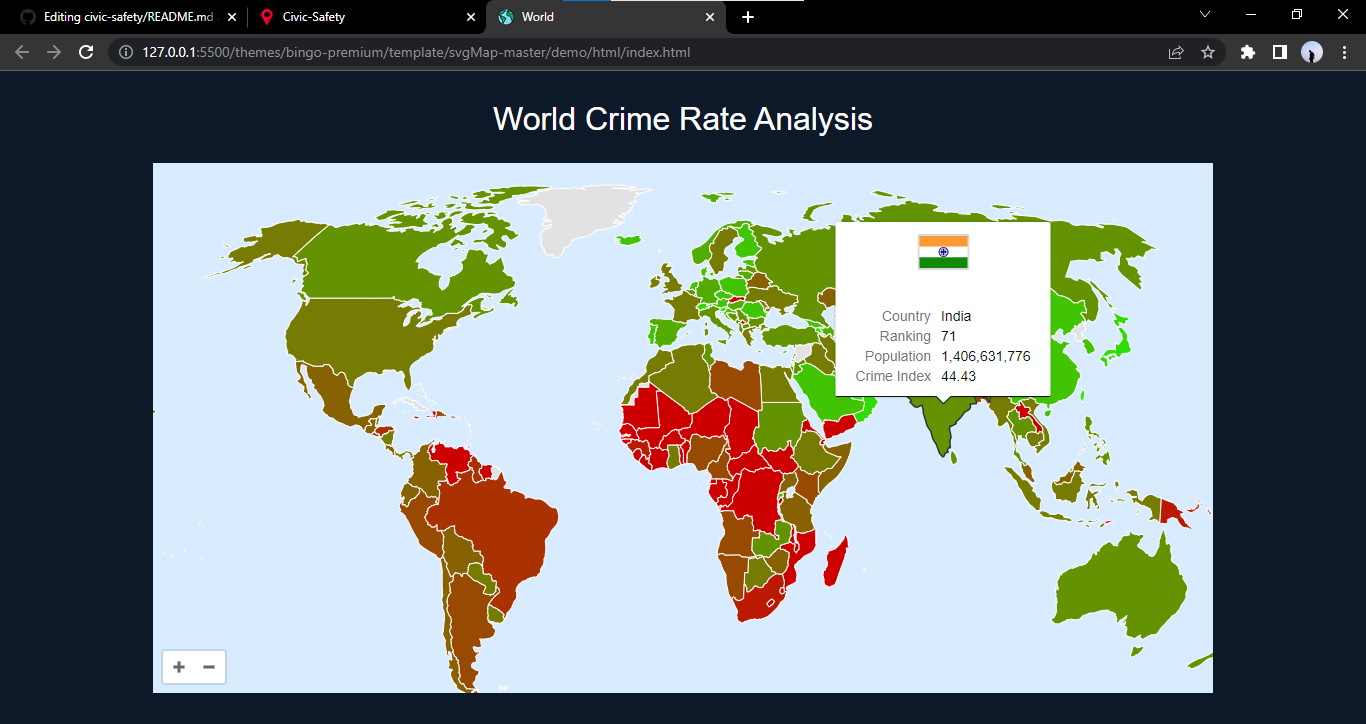 Editing civic-safety/README.md
Civic-Safety
World
127.0.0.1:5500/themes/bingo-premium/template/svgMap-master/demo/html/index.html
World Crime Rate Analysis
Country India
Ranking 71
Population 1,406,631,776
Crime Index 44.43